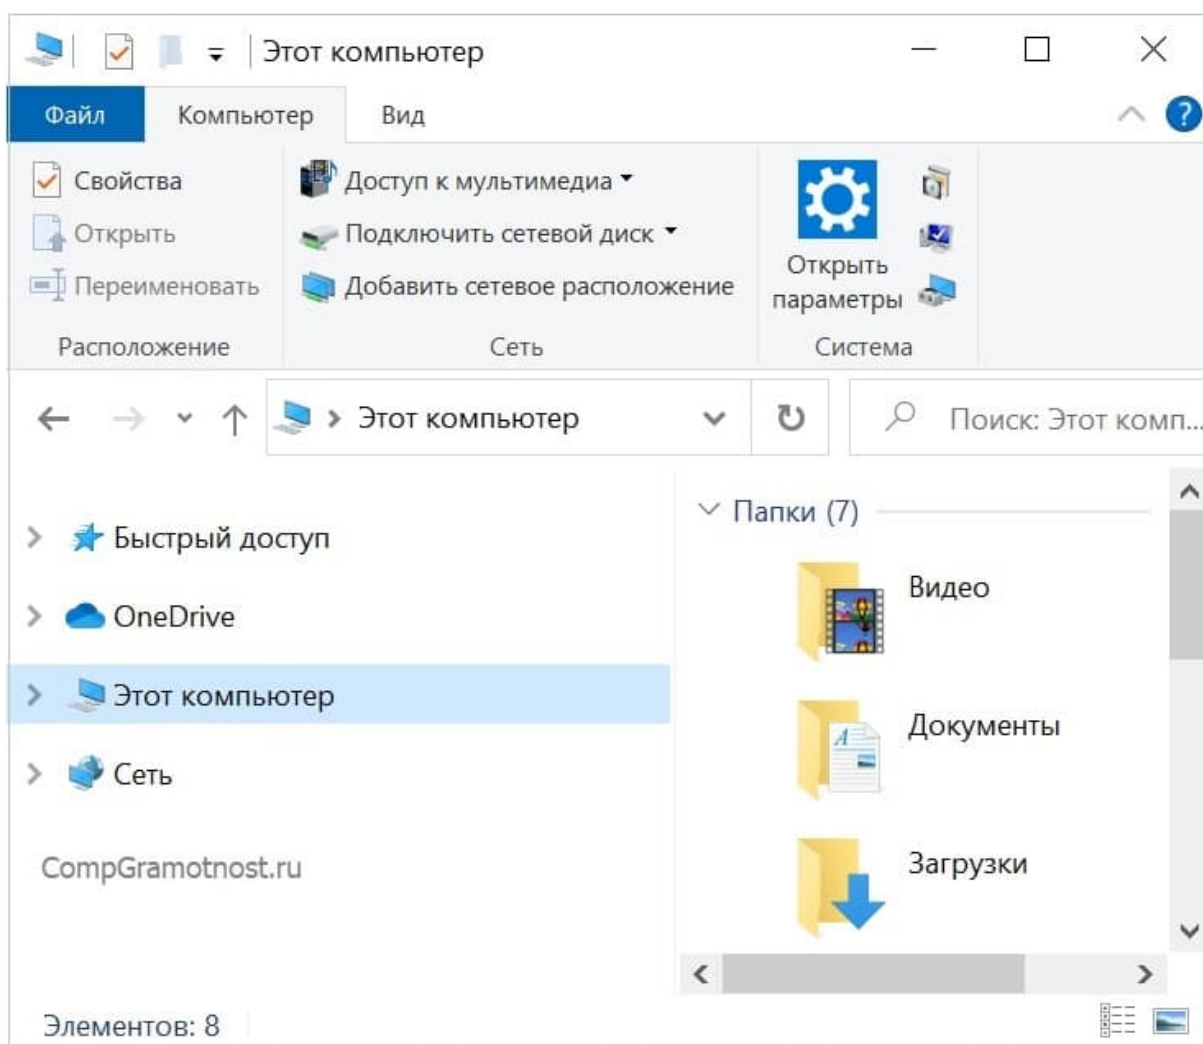 Этот компьютер
Файл Компьютер Вид
?
Свойства
Открыть
Переименовать
Расположение
Доступ к мультимедиа
Подключить сетевой диск
Добавить сетевое расположение
Сеть
Открыть
параметры
Система
Этот компьютер
Поиск: Этот комп...
Быстрый доступ
OneDrive
Этот компьютер
Сеть
CompGramotnost.ru
Папки (7)
Видео
Документы
Загрузки
Элементов: 8